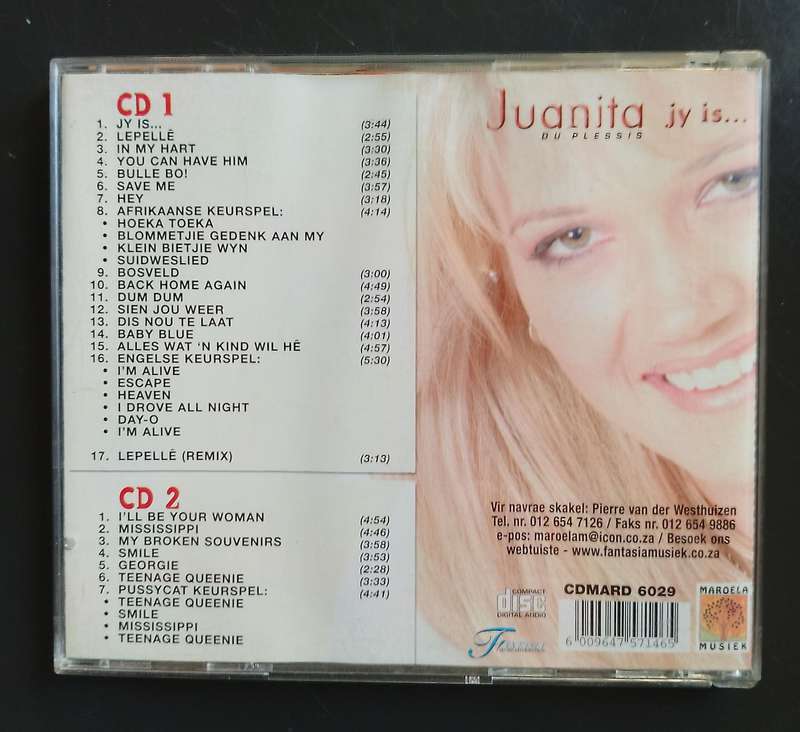 CD 1
1. JY IS... (3:44)
2. LEPELLÊ (2:55)
3. IN MY HART (3:30)
4. YOU CAN HAVE HIM (3:36)
5. BULLE BO! (2:45)
6. SAVE ME (3:57)
7. HEY (3:18)
8. AFRIKAANSE KEURSPEL: (4:14)
• HOEKA TOEKA
• BLOMMETJIE GEDENK AAN MY
• KLEIN BIETJIE WYN
• SUIDWESLIED
9. BOSVELD (3:00)
10. BACK HOME AGAIN (4:49)
11. DUM DUM (2:54)
12. SIEN JOU WEER (3:58)
13. DIS NOU TE LAAT (4:13)
14. BABY BLUE (4:01)
15. ALLES WAT 'N KIND WIL HÊ (4:57)
16. ENGELSE KEURSPEL: (5:30)
• I'M ALIVE
• ESCAPE
• HEAVEN
• I DROVE ALL NIGHT
• DAY-O
• I'M ALIVE
17. LEPELLÊ (REMIX) (3:13)
CD 2
1. I'LL BE YOUR WOMAN (4:54)
2. MISSISSIPPI (4:46)
3. MY BROKEN SOUVENIRS (3:58)
4. SMILE (3:53)
5. GEORGIE (2:28)
6. TEENAGE QUEENIE (3:33)
7. PUSSYCAT KEURSPEL: (4:41)
• TEENAGE QUEENIE
• SMILE
• MISSISSIPPI
• TEENAGE QUEENIE
Juanita jy is...
DU PLESSIS
Vir navrae skakel: Pierre van der Westhuizen
Tel. nr. 012 654 7126 / Faks nr. 012 654 9886
e-pos: maroelam@icon.co.za / Besoek ons
webtuiste - www.fantasiamusiek.co.za
COMPACT
disc
DIGITAL AUDIO
CDMARD 6029
6 009647 571465
MAROELA
MUSIEK